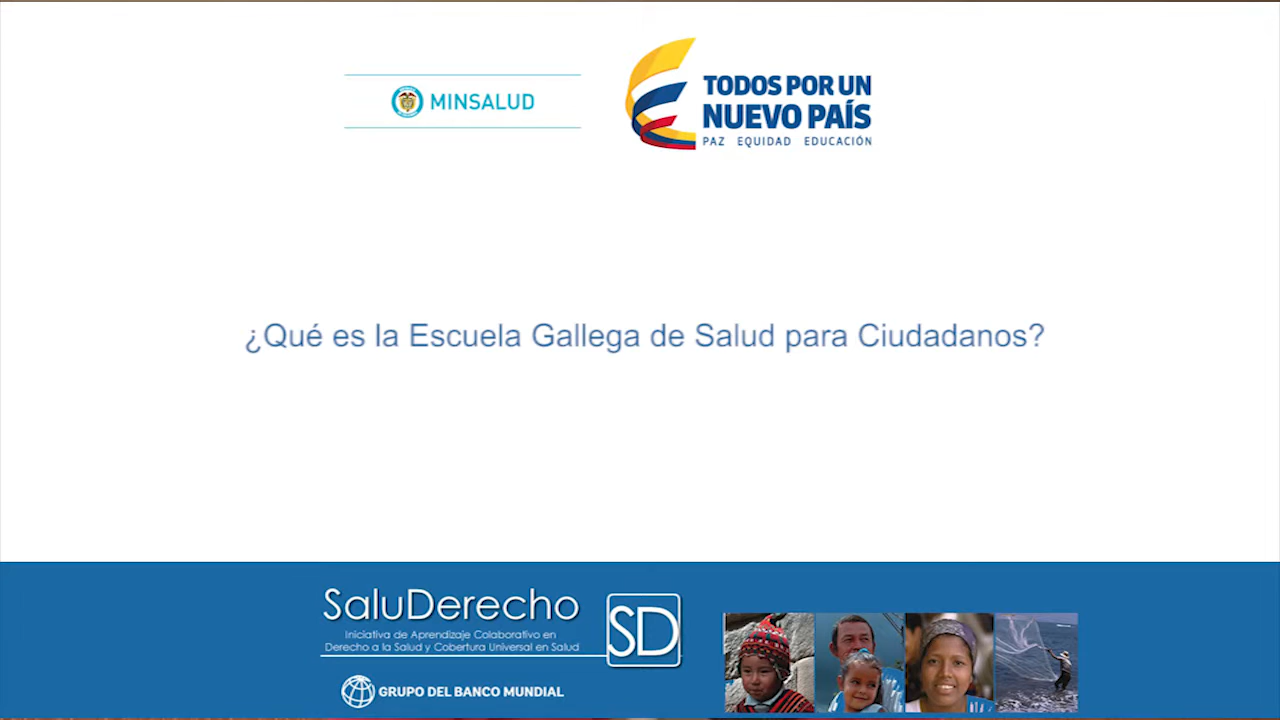 MINSALUD
TODOS POR UN
NUEVO PAÍS
PAZ EQUIDAD EDUCACIÓN
¿Qué es la Escuela Gallega de Salud para Ciudadanos?
SaluDerecho
Iniciativa de Aprendizaje Colaborativo en
Derecho a la Salud y Cobertura Universal en Salud
SD
GRUPO DEL BANCO MUNDIAL